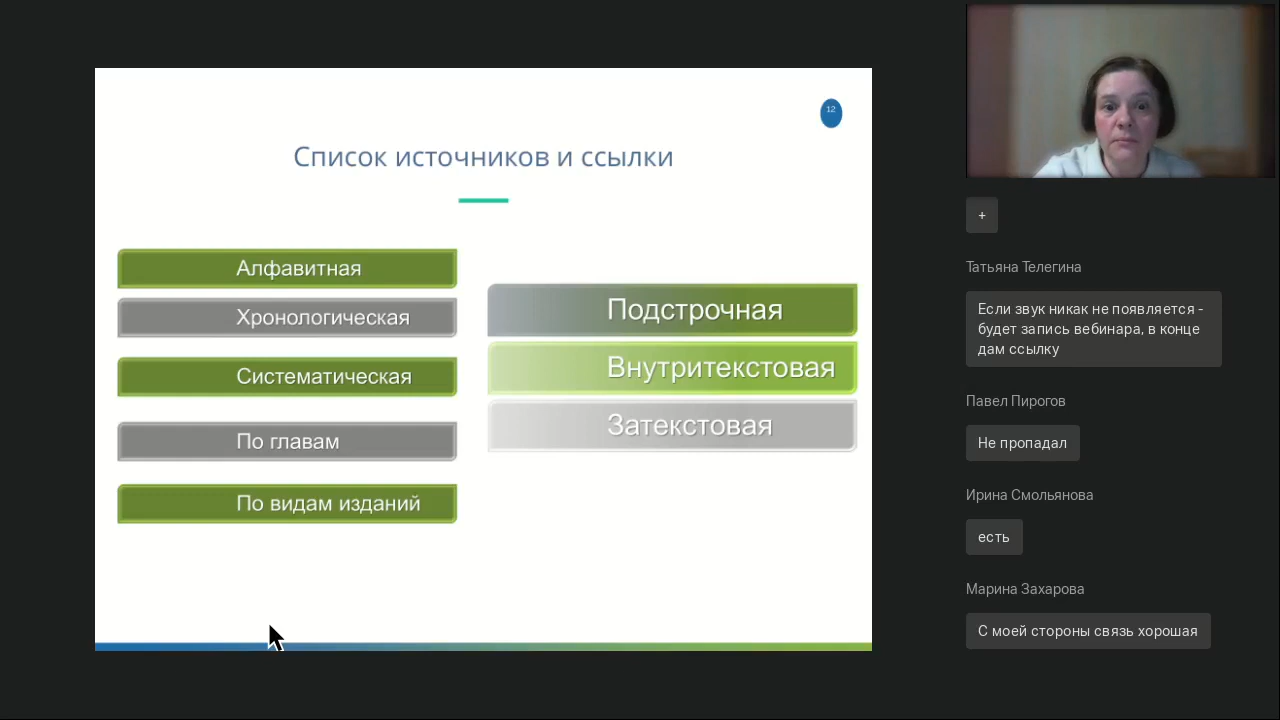 12
Список источников и ссылки
Алфавитная
Хронологическая
Систематическая
По главам
По видам изданий
Подстрочная
Внутритекстовая
Затекстовая
+
Татьяна Телегина
Если звук никак не появляется -
будет запись вебинара, в конце
дам ссылку
Павел Пирогов
Не пропадал
Ирина Смольянова
есть
Марина Захарова
С моей стороны связь хорошая